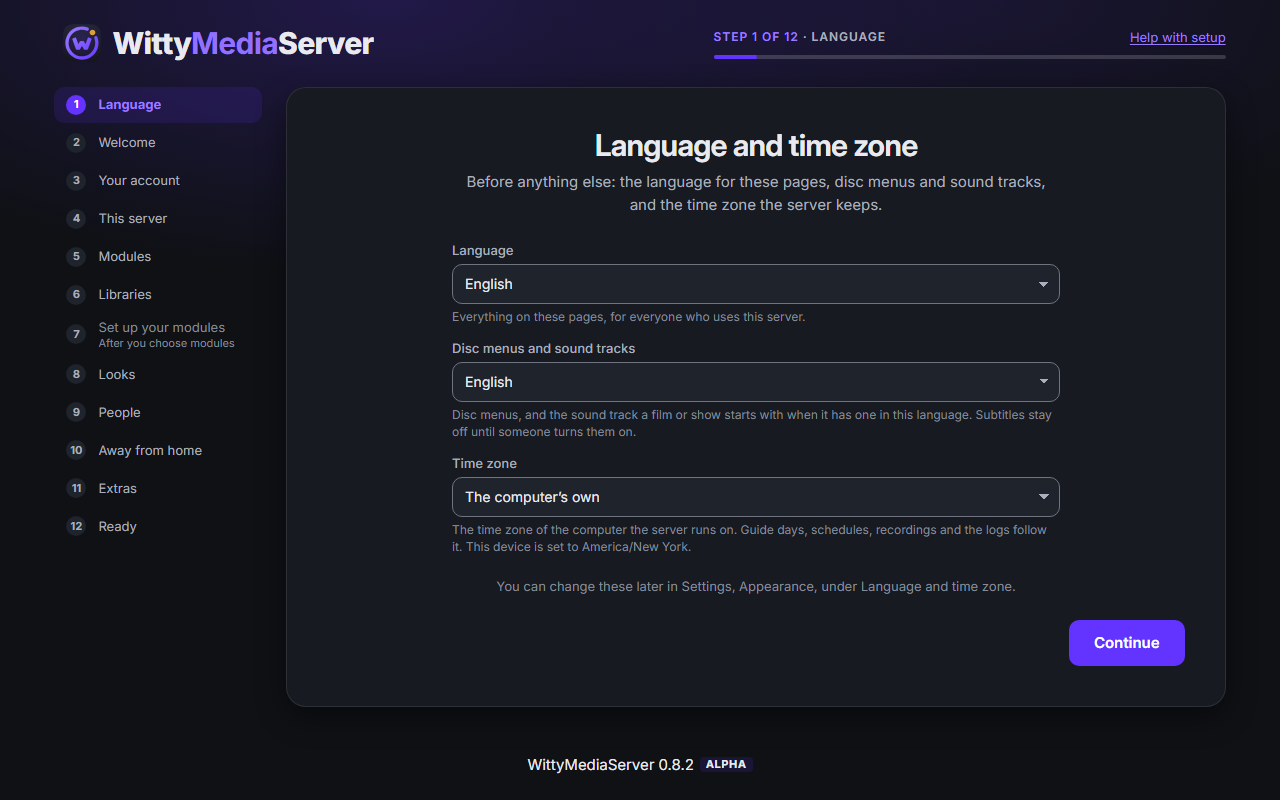 WittyMediaServer
STEP 1 OF 12 · LANGUAGE
Help with setup
1 Language
2 Welcome
3 Your account
4 This server
5 Modules
6 Libraries
7 Set up your modules
After you choose modules
8 Looks
9 People
10 Away from home
11 Extras
12 Ready
Language and time zone
Before anything else: the language for these pages, disc menus and sound tracks,
and the time zone the server keeps.
Language
English
Everything on these pages, for everyone who uses this server.
Disc menus and sound tracks
English
Disc menus, and the sound track a film or show starts with when it has one in this language. Subtitles stay
off until someone turns them on.
Time zone
The computer’s own
The time zone of the computer the server runs on. Guide days, schedules, recordings and the logs follow
it. This device is set to America/New York.
You can change these later in Settings, Appearance, under Language and time zone.
Continue
WittyMediaServer 0.8.2 ALPHA